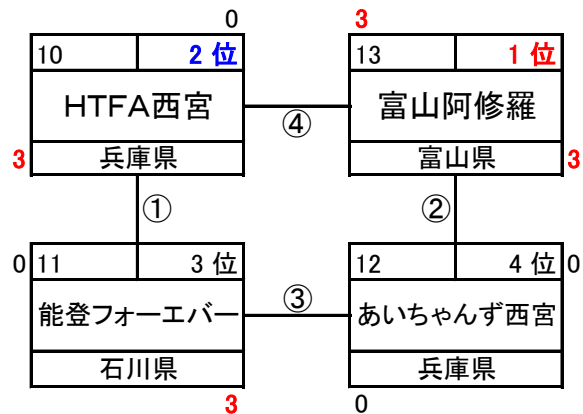 0 3
10 2 位 13 1 位
HTFA西宮 ④ 富山阿修羅
3 兵庫県 富山県 3
① ②
0 11 3 位 12 4 位 0
能登フォーエバー ③ あいちゃんず西宮
石川県 兵庫県
3 0